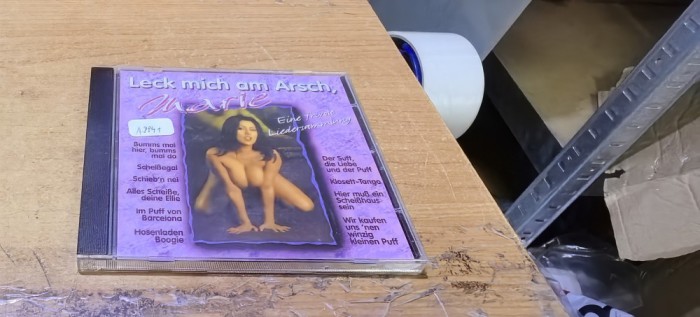 Leck mich am Arsch,
Marie
Eine
Liedersammlung
Bumms mal
hier, bumms
mal da
Scheißegal
Schieb'n rei
Alles Scheiße,
deine Ellie
Im Puff von
Barcelona
Hosenladen
Boogie
Der Suff,
die Liebe
und der Puff
Klosett-Tango
Hier muß ein
Scheißhaus
sein
Wir kaufen
uns 'nen
winzig
kleinen Puff